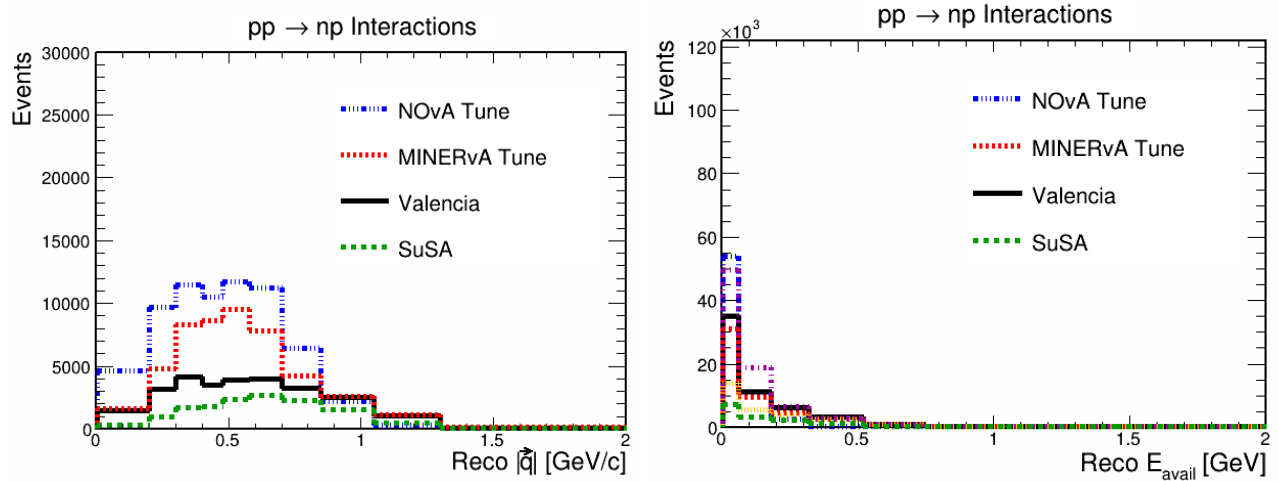 pp → np Interactions
Events
30000
25000
20000
15000
10000
5000
0
NOvA Tune
MINERvA Tune
Valencia
SuSA
0 0.5 1 1.5 2
Reco |q⃗| [GeV/c]
pp → np Interactions
×10³
Events
120
100
80
60
40
20
0
NOvA Tune
MINERvA Tune
Valencia
SuSA
0 0.5 1 1.5 2
Reco E_avail [GeV]